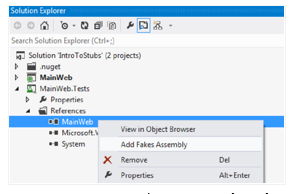 Solution Explorer
Search Solution Explorer (Ctrl+;)
Solution 'IntroToStubs' (2 projects)
.nuget
MainWeb
MainWeb.Tests
Properties
References
MainWeb
Microsoft.V
System
View in Object Browser
Add Fakes Assembly
Remove Del
Properties Alt+Enter